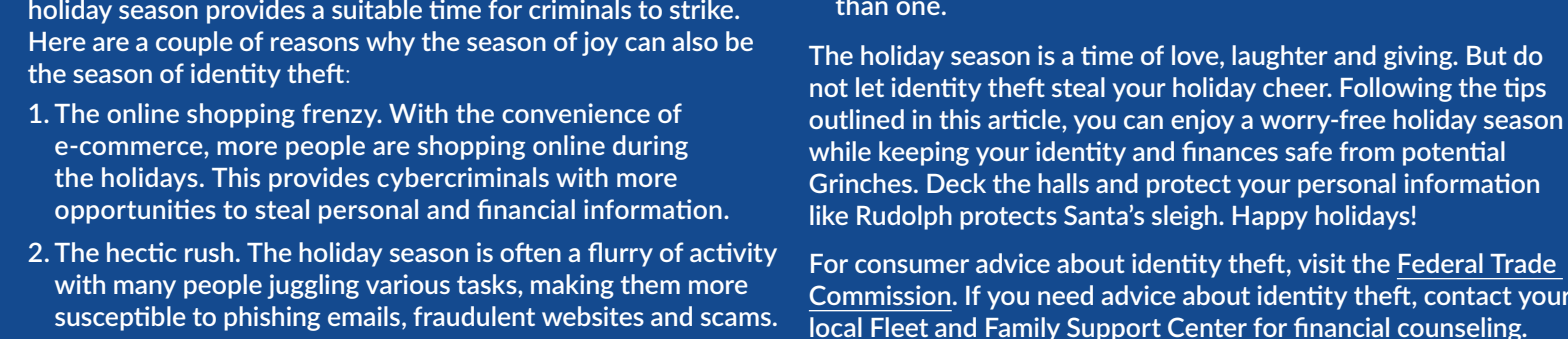 holiday season provides a suitable time for criminals to strike.
Here are a couple of reasons why the season of joy can also be
the season of identity theft:
1. The online shopping frenzy. With the convenience of
e-commerce, more people are shopping online during
the holidays. This provides cybercriminals with more
opportunities to steal personal and financial information.
2. The hectic rush. The holiday season is often a flurry of activity
with many people juggling various tasks, making them more
susceptible to phishing emails, fraudulent websites and scams.
than one.
The holiday season is a time of love, laughter and giving. But do
not let identity theft steal your holiday cheer. Following the tips
outlined in this article, you can enjoy a worry-free holiday season
while keeping your identity and finances safe from potential
Grinches. Deck the halls and protect your personal information
like Rudolph protects Santa’s sleigh. Happy holidays!
For consumer advice about identity theft, visit the Federal Trade
Commission. If you need advice about identity theft, contact your
local Fleet and Family Support Center for financial counseling.